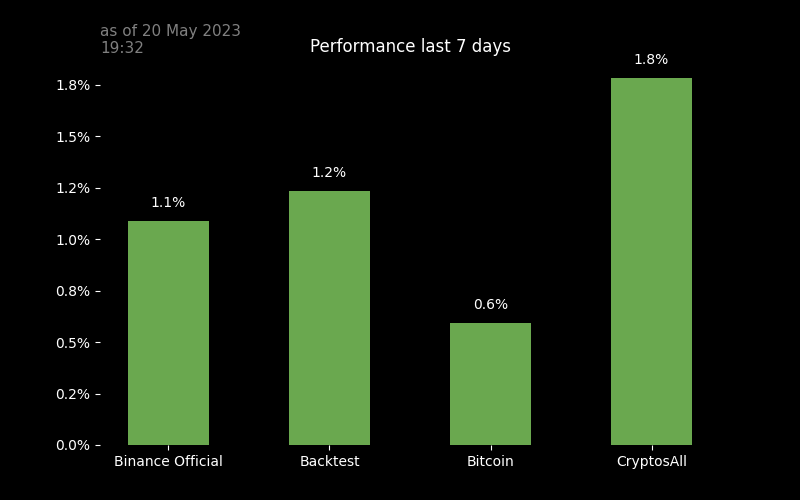 as of 20 May 2023
19:32
Performance last 7 days
1.8%
1.8%
1.5%
1.2%
1.2%
1.1%
1.0%
0.8%
0.6%
0.5%
0.2%
0.0%
Binance Official
Backtest
Bitcoin
CryptosAll